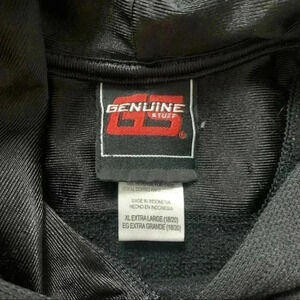 GENUINE
STUFF
GS
®
MADE IN INDONESIA
HECHO EN INDONESIA
XL EXTRA LARGE (18/20)
EG EXTRA GRANDE (18/20)